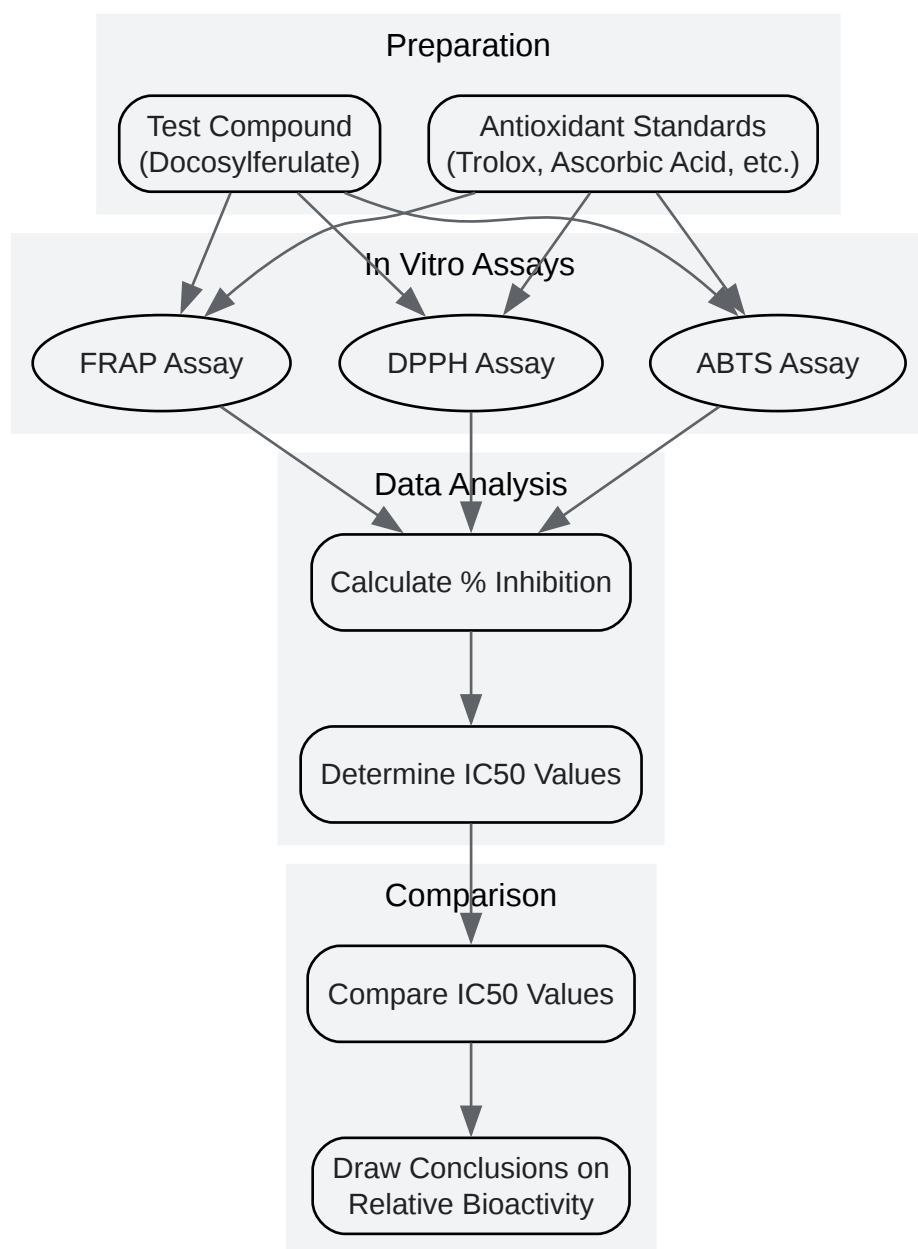 Preparation
Test Compound
(Docosylferulate)
Antioxidant Standards
(Trolox, Ascorbic Acid, etc.)
In Vitro Assays
FRAP Assay
DPPH Assay
ABTS Assay
Data Analysis
Calculate % Inhibition
Determine IC50 Values
Comparison
Compare IC50 Values
Draw Conclusions on
Relative Bioactivity